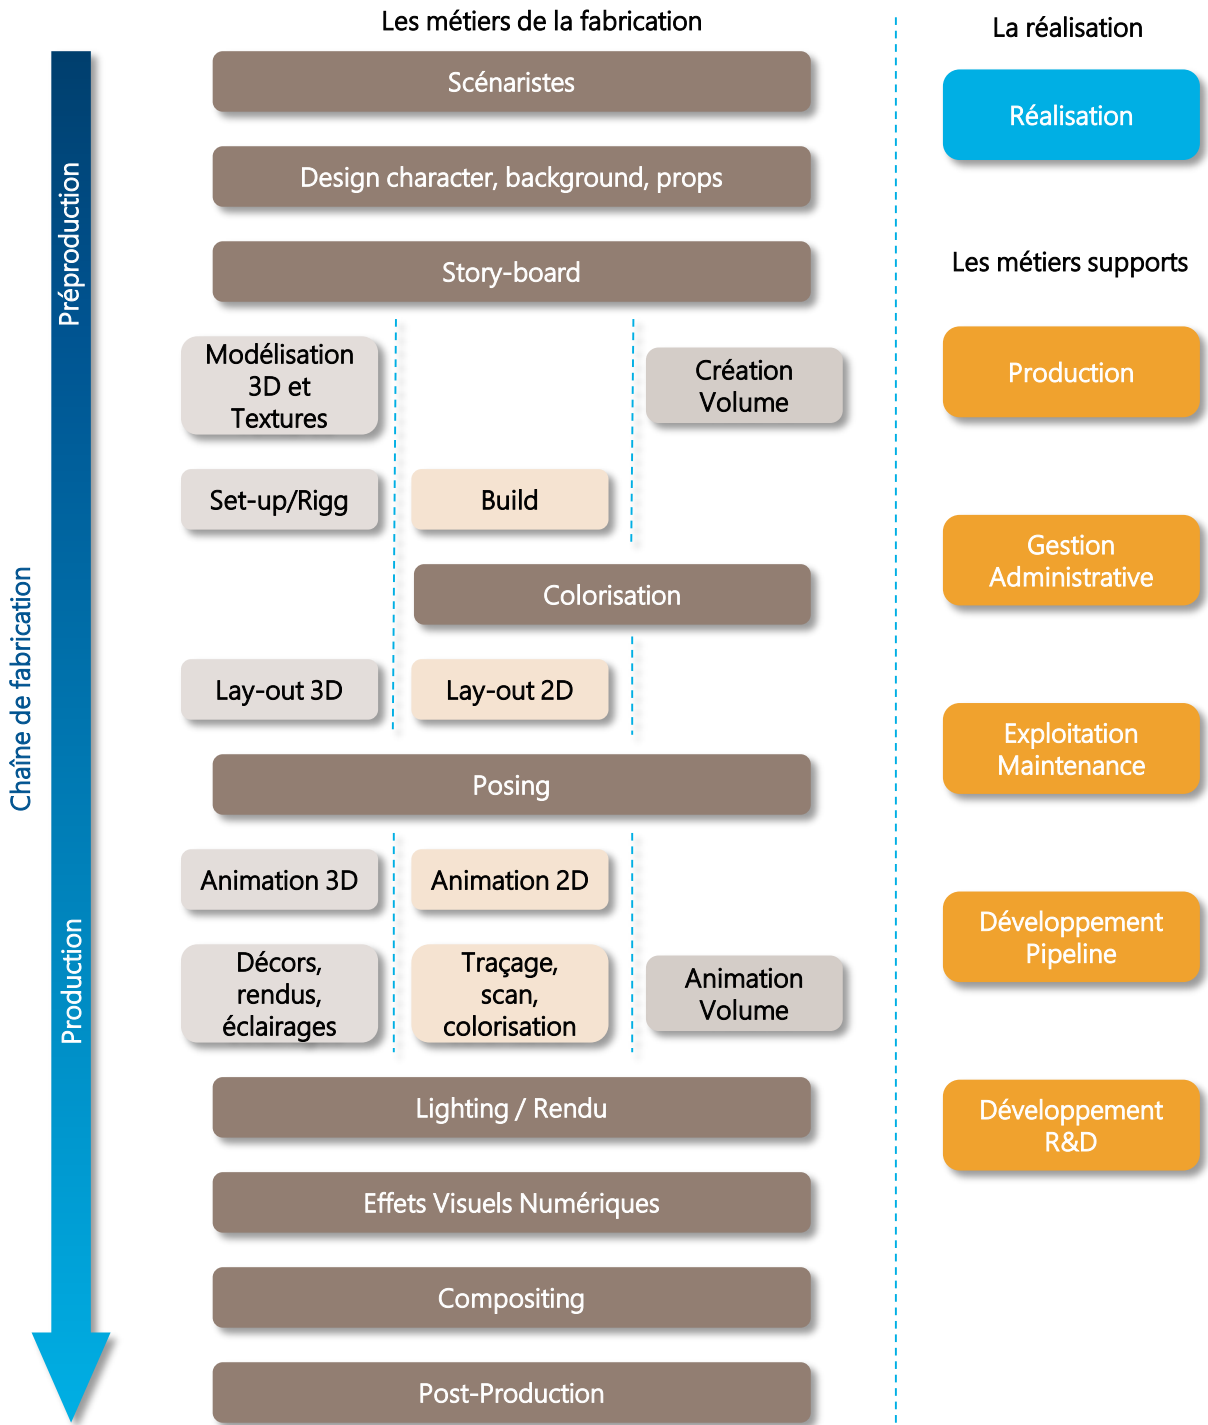 Les métiers de la fabrication
La réalisation
Scénaristes
Réalisation
Design character, background, props
Story-board
Les métiers supports
Préproduction
Modélisation
3D et
Textures
Création
Volume
Production
Set-up/Rigg
Build
Gestion
Administrative
Colorisation
Chaîne de fabrication
Lay-out 3D
Lay-out 2D
Exploitation
Maintenance
Posing
Animation 3D
Animation 2D
Développement
Pipeline
Production
Décors,
rendus,
éclairages
Traçage,
scan,
colorisation
Animation
Volume
Lighting / Rendu
Développement
R&D
Effets Visuels Numériques
Compositing
Post-Production